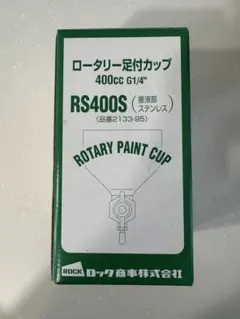 ロータリー足付カップ
400cc G1/4"
RS400S (接液部ステンレス)
(品番2133-95)
ROTARY PAINT CUP
ROCK ロック商事株式会社